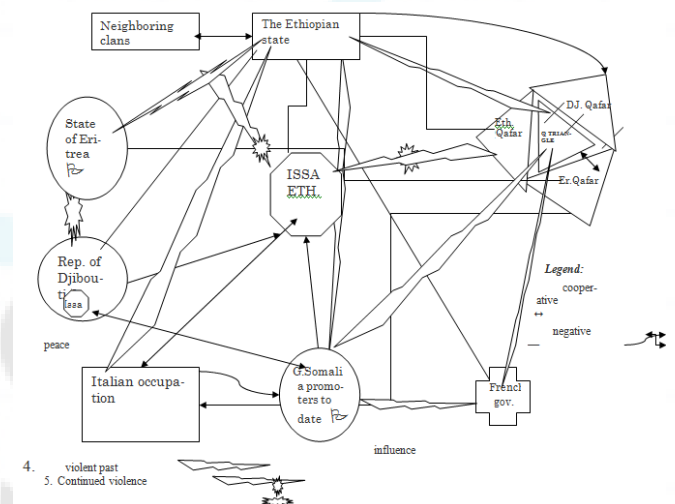 Neighboring
clans
The Ethiopian
state
DJ. Qafar
Eth.
Qafar
Q TRIAN-
GLE
State
of Eri-
trea
ISSA
ETH.
Er.Qafar
Rep. of
Djibou-
ti
Issa
Legend:
cooper-
ative
↔
negative
peace
Italian occupa-
tion
G.Somali
a promo-
ters to
date
Frencl
gov.
influence
4. violent past
5. Continued violence